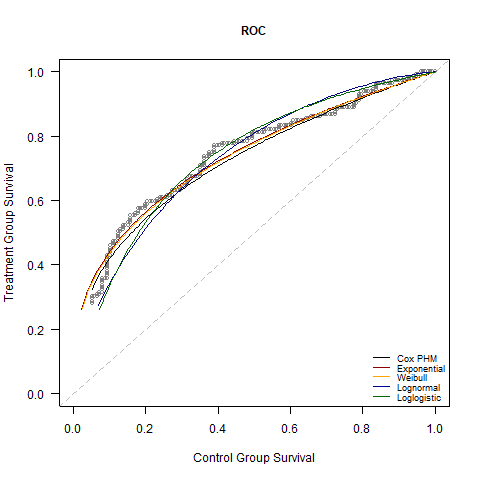 ROC
Treatment Group Survival
1.0
0.8
0.6
0.4
0.2
0.0
0.0 0.2 0.4 0.6 0.8 1.0
Control Group Survival
Cox PHM
Exponential
Weibull
Lognormal
Loglogistic